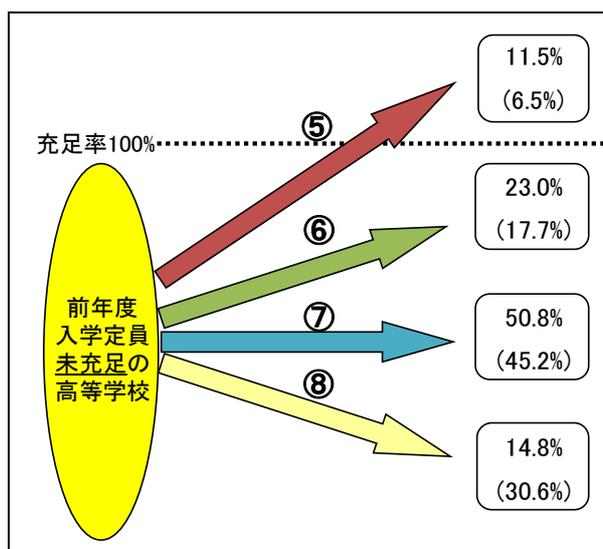 11.5%
(6.5%)
⑤
充足率100%
23.0%
(17.7%)
⑥
前年度
入学定員
未充足の
高等学校
⑦
50.8%
(45.2%)
⑧
14.8%
(30.6%)